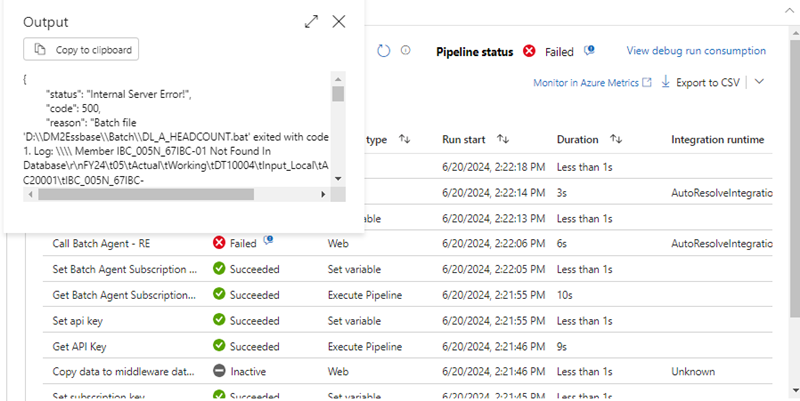 Output
Copy to clipboard
{
"status": "Internal Server Error!",
"code": 500,
"reason": "Batch file
'D:\\DM2Essbase\\Batch\\DL_A_HEADCOUNT.bat' exited with code
1. Log: \\\\ Member IBC_005N_67IBC-01 Not Found In
Database\r\nFY24\t05\tActual\tWorking\tDT10004\tInput_Local\tA
C20001\tIBC_005N_67IBC-
Pipeline status Failed View debug run consumption
Monitor in Azure Metrics Export to CSV
type Run start Duration Integration runtime
6/20/2024, 2:22:18 PM Less than 1s
6/20/2024, 2:22:14 PM 3s AutoResolveIntegratio
iable 6/20/2024, 2:22:13 PM Less than 1s
Call Batch Agent - RE Failed Web 6/20/2024, 2:22:06 PM 6s AutoResolveIntegratio
Set Batch Agent Subscription ... Succeeded Set variable 6/20/2024, 2:22:05 PM Less than 1s
Get Batch Agent Subscription... Succeeded Execute Pipeline 6/20/2024, 2:21:55 PM 10s
Set api key Succeeded Set variable 6/20/2024, 2:21:55 PM Less than 1s
Get API Key Succeeded Execute Pipeline 6/20/2024, 2:21:46 PM 9s
Copy data to middleware dat... Inactive Web 6/20/2024, 2:21:46 PM Less than 1s Unknown
Set subscription key Succeeded Set variable 6/20/2024, 2:21:45 PM Less than 1s